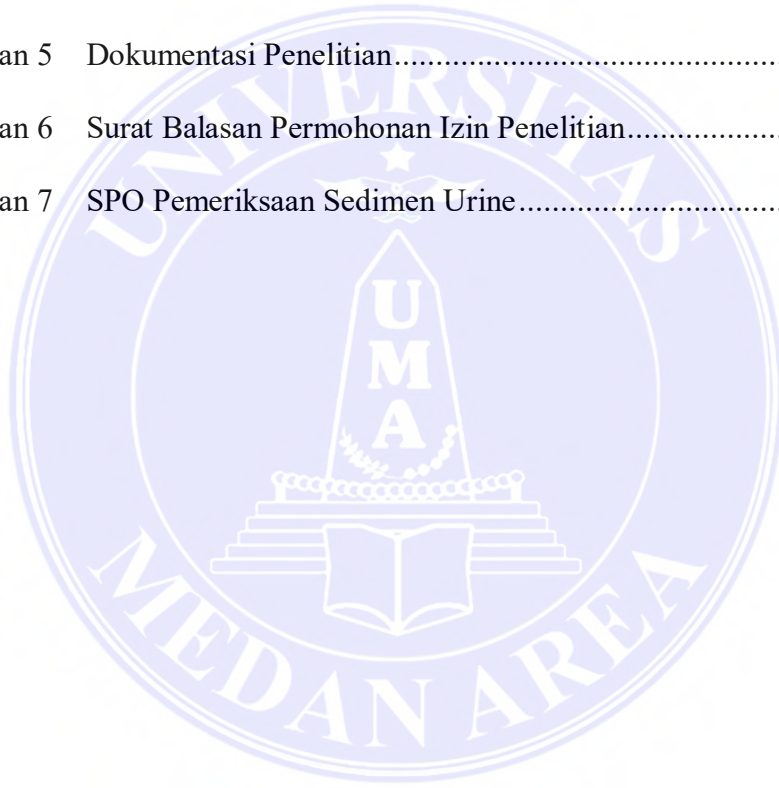 an 5 Dokumentasi Penelitian.............................................
an 6 Surat Balasan Permohonan Izin Penelitian..................
an 7 SPO Pemeriksaan Sedimen Urine...............................
UNIVERSITAS
UMA
MEDAN AREA